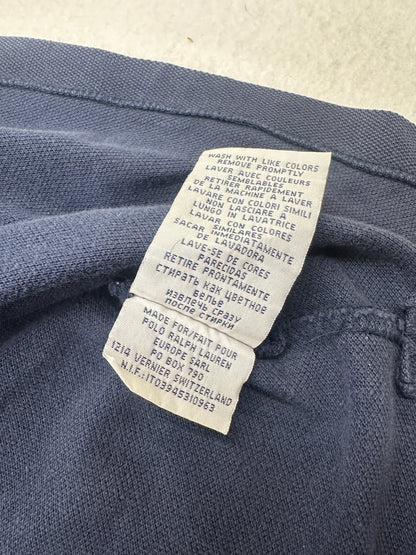 WASH WITH LIKE COLORS
REMOVE PROMPTLY
LAVER AVEC COULEURS
SEMBLABLES
RETIRER RAPIDEMENT
DE LA MACHINE A LAVER
LAVARE CON COLORI SIMILI
NON LASCIARE A
LUNGO IN LAVATRICE
LAVAR CON COLORES
SIMILARES
SACAR INMEDIATAMENTE
DE LAVADORA
LAVE-SE DE CORES
PARECIDAS
RETIRE PRONTAMENTE
СТИРАТЬ КАК ЦВЕТНОЕ
БЕЛЬЕ
ИЗВЛЕЧЬ СРАЗУ
ПОСЛЕ СТИРКИ
MADE FOR/FAIT POUR
POLO RALPH LAUREN
EUROPE SARL
PO BOX 790
1214 VERNIER SWITZERLAND
N.I.F.:IT03945310963